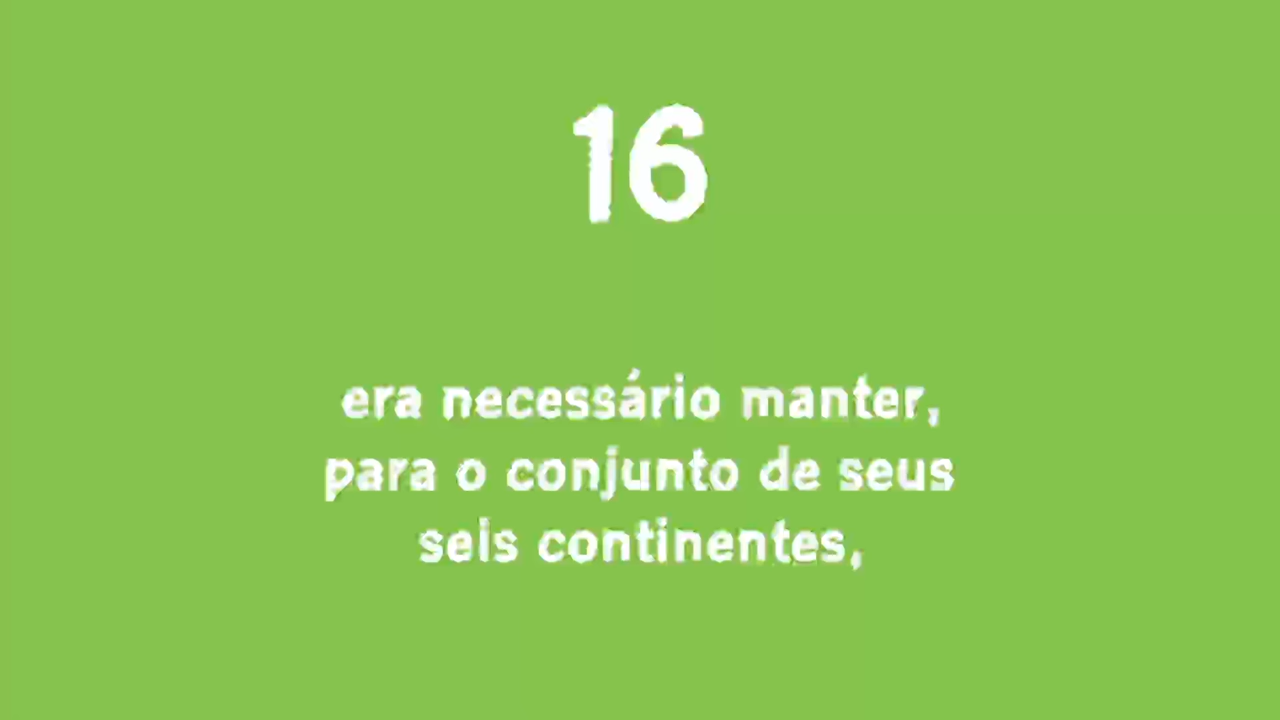 16
era necessário manter,
para o conjunto de seus
seis continentes,